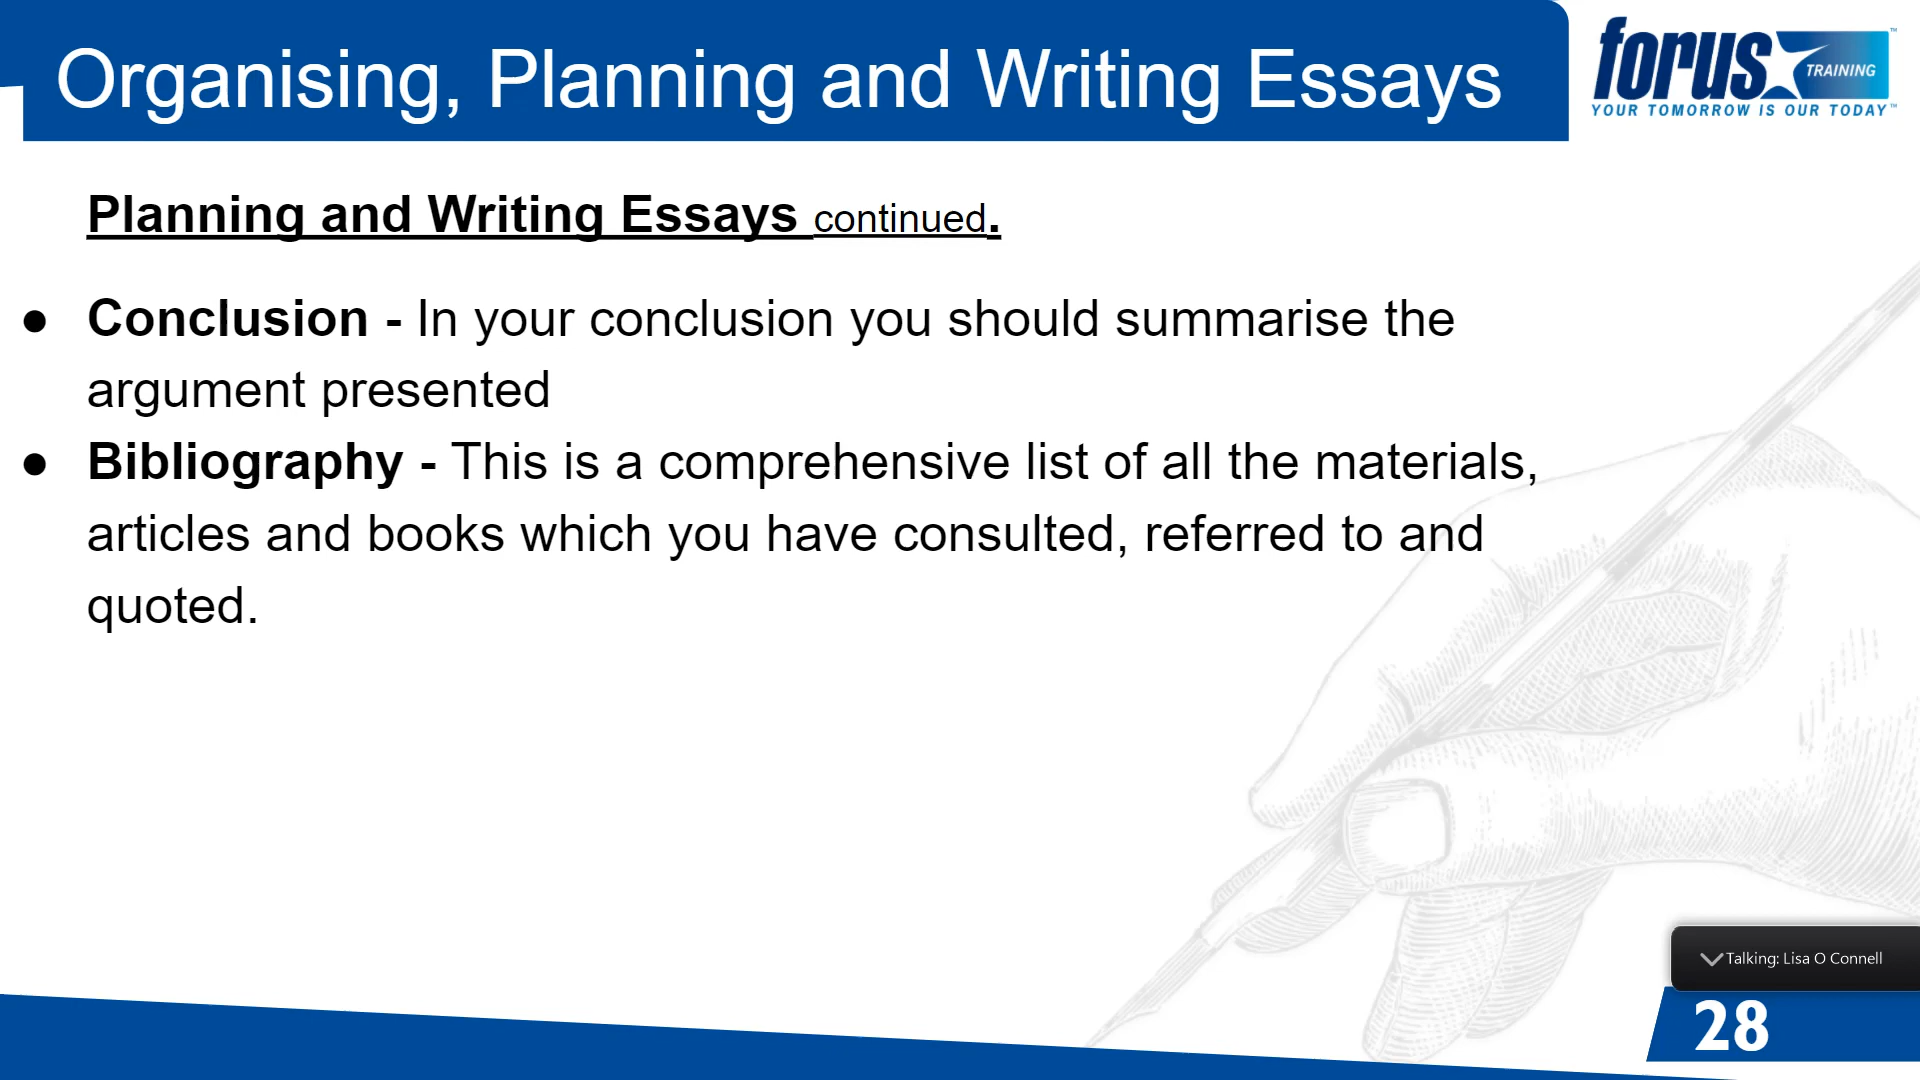 Organising, Planning and Writing Essays
forus TRAINING™
YOUR TOMORROW IS OUR TODAY™
Planning and Writing Essays continued.
● Conclusion - In your conclusion you should summarise the
argument presented
● Bibliography - This is a comprehensive list of all the materials,
articles and books which you have consulted, referred to and
quoted.
Talking: Lisa O Connell
28